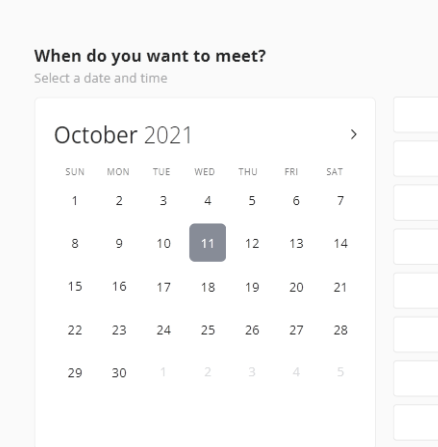 When do you want to meet?
Select a date and time
October 2021
SUN MON TUE WED THU FRI SAT
1 2 3 4 5 6 7
8 9 10 11 12 13 14
15 16 17 18 19 20 21
22 23 24 25 26 27 28
29 30 1 2 3 4 5